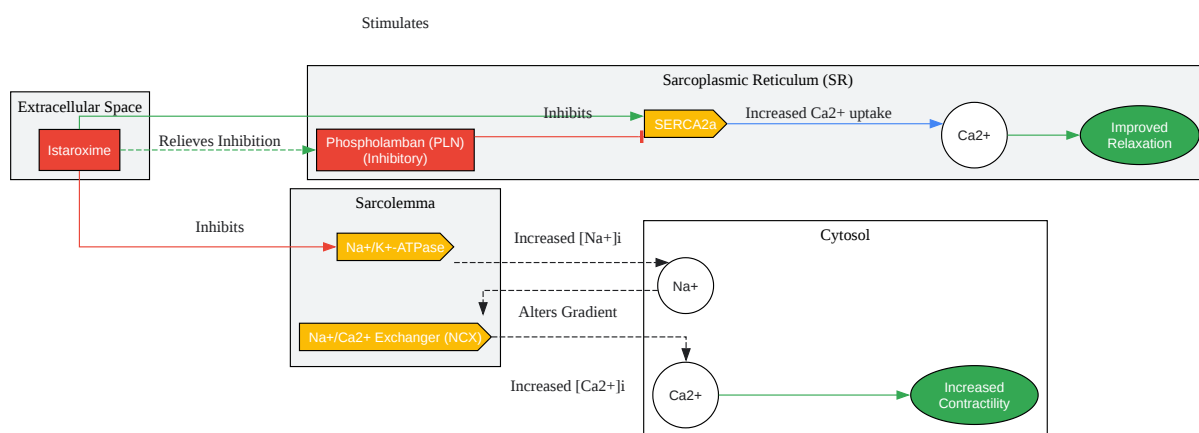 Stimulates
Sarcoplasmic Reticulum (SR)
Extracellular Space
Inhibits
SERCA2a
Increased Ca2+ uptake
Ca2+
Improved
Relaxation
Istaroxime
Relieves Inhibition
Phospholamban (PLN)
(Inhibitory)
Sarcolemma
Inhibits
Na+/K+-ATPase
Increased [Na+]i
Cytosol
Na+
Alters Gradient
Na+/Ca2+ Exchanger (NCX)
Increased [Ca2+]i
Ca2+
Increased
Contractility